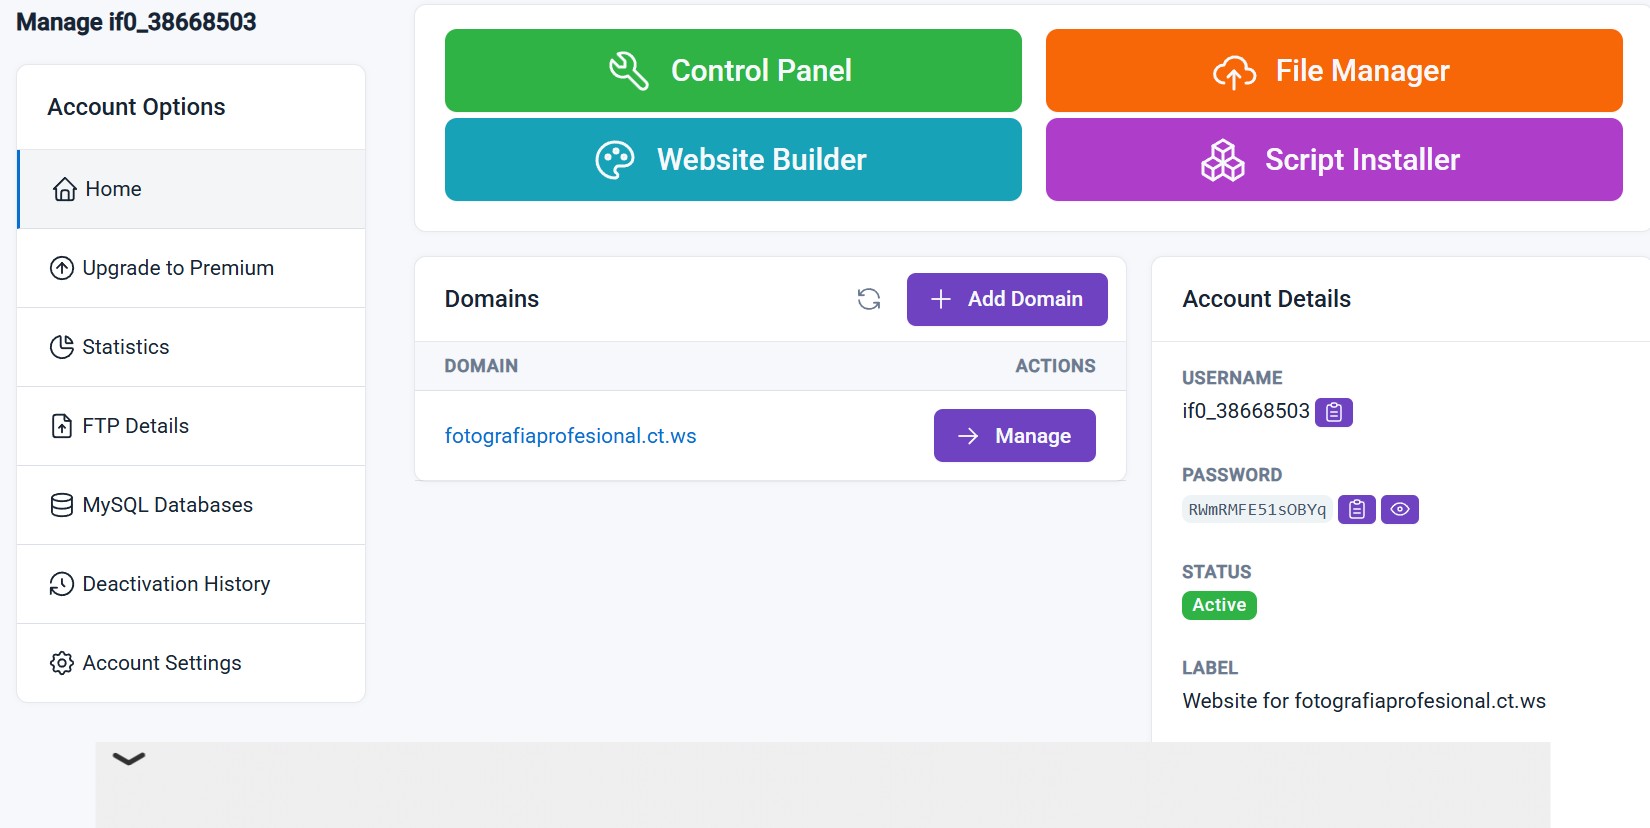 Manage if0_38668503
Account Options
Home
Upgrade to Premium
Statistics
FTP Details
MySQL Databases
Deactivation History
Account Settings
Control Panel
File Manager
Website Builder
Script Installer
Domains
Add Domain
DOMAIN ACTIONS
fotografiaprofesional.ct.ws Manage
Account Details
USERNAME
if0_38668503
PASSWORD
RWmRMFE51sOBYq
STATUS
Active
LABEL
Website for fotografiaprofesional.ct.ws